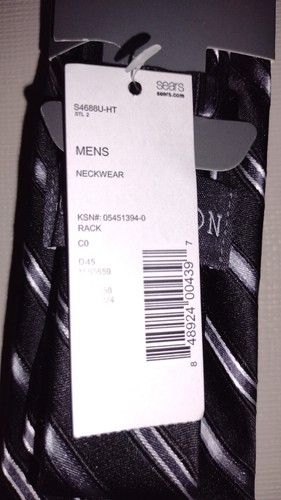 sears
sears.com
S4688U-HT
STL 2
MENS
NECKWEAR
KSN#: 05451394-0
RACK
C0
D:45
ON
8 48924 00439 7